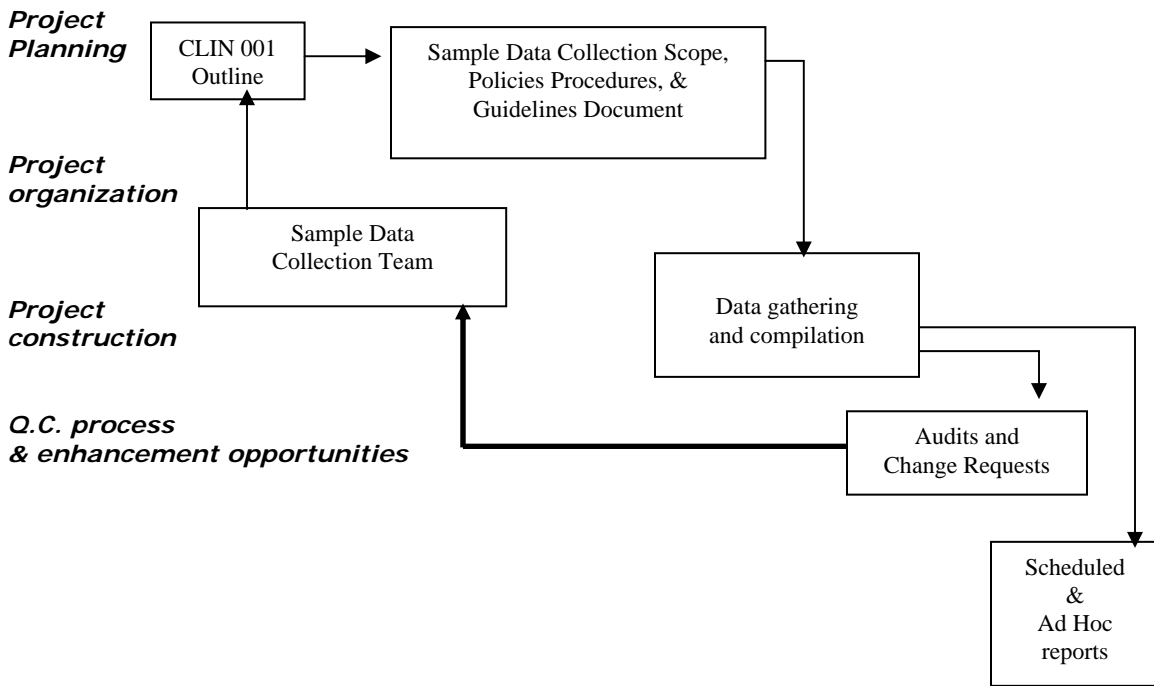 Project
Planning
CLIN 001
Outline
Sample Data Collection Scope,
Policies Procedures, &
Guidelines Document
Project
organization
Sample Data
Collection Team
Project
construction
Data gathering
and compilation
Q.C. process
& enhancement opportunities
Audits and
Change Requests
Scheduled
&
Ad Hoc
reports